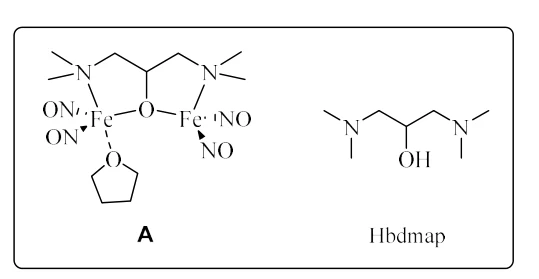 N N
ON Fe O Fe NO
ON NO
O
A
N N
OH
Hbdmap